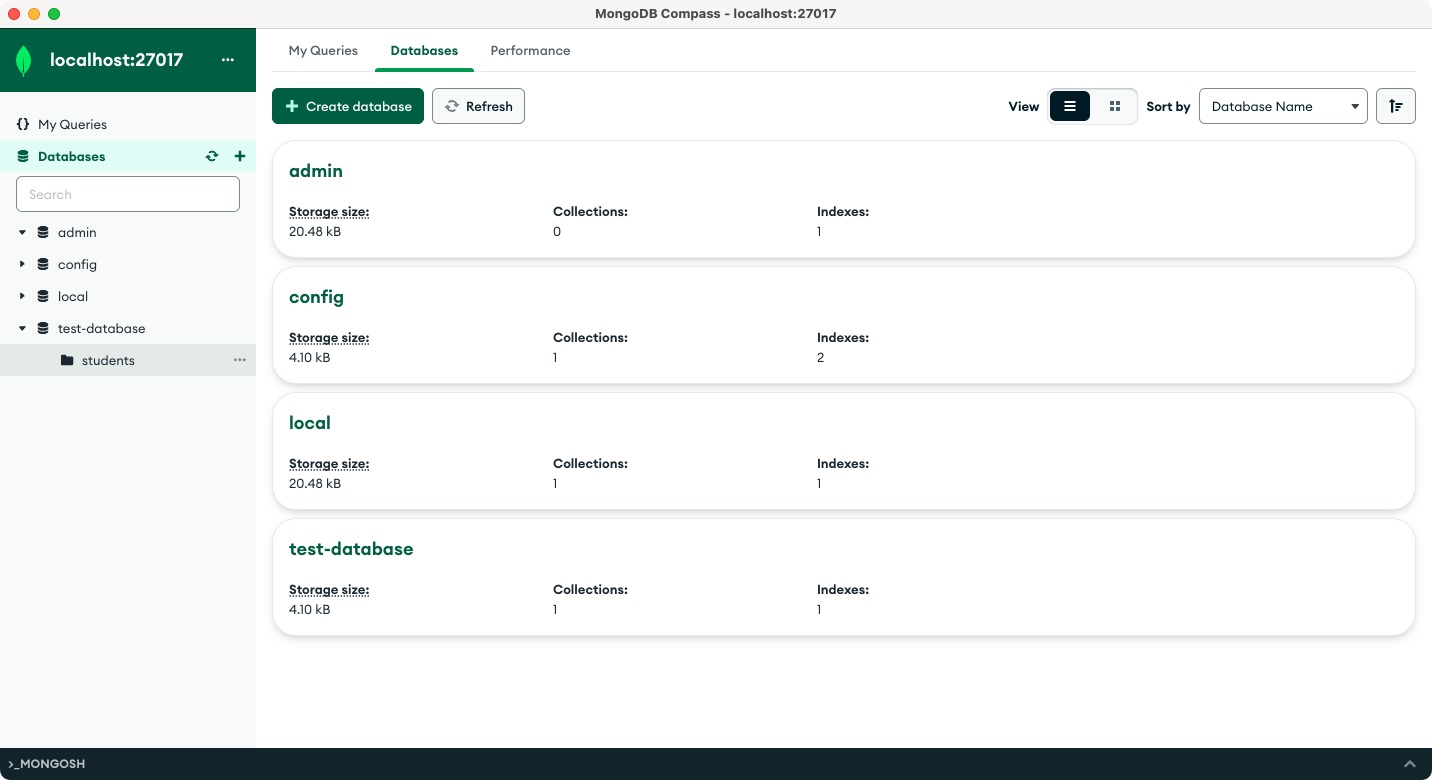 MongoDB Compass - localhost:27017
localhost:27017 ...
My Queries
Databases
Search
admin
config
local
test-database
students ...
My Queries Databases Performance
Create database Refresh View Sort by Database Name
admin
Storage size: Collections: Indexes:
20.48 kB 0 1
config
Storage size: Collections: Indexes:
4.10 kB 1 2
local
Storage size: Collections: Indexes:
20.48 kB 1 1
test-database
Storage size: Collections: Indexes:
4.10 kB 1 1
>_MONGOSH